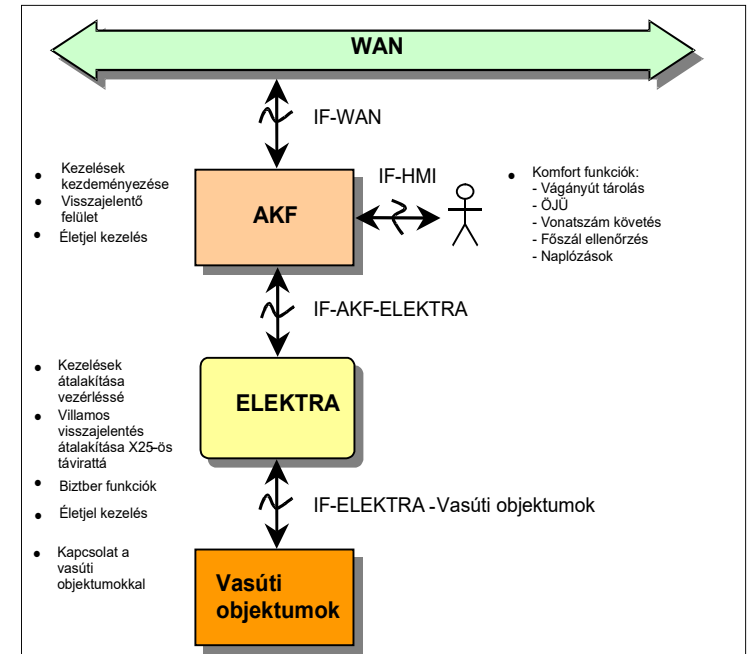 WAN
IF-WAN
• Kezelések
kezdeményezése
• Visszajelentő
felület
• Életjel kezelés
AKF
IF-HMI
• Komfort funkciók:
- Vágányút tárolás
- ÖJÜ
- Vonatszám követés
- Főszál ellenőrzés
- Naplózások
IF-AKF-ELEKTRA
• Kezelések
átalakítása
vezérléssé
• Villamos
visszajelentés
átalakítása X25-ös
távirattá
• Biztber funkciók
• Életjel kezelés
ELEKTRA
IF-ELEKTRA -Vasúti objektumok
• Kapcsolat a
vasúti
objektumokkal
Vasúti
objektumok